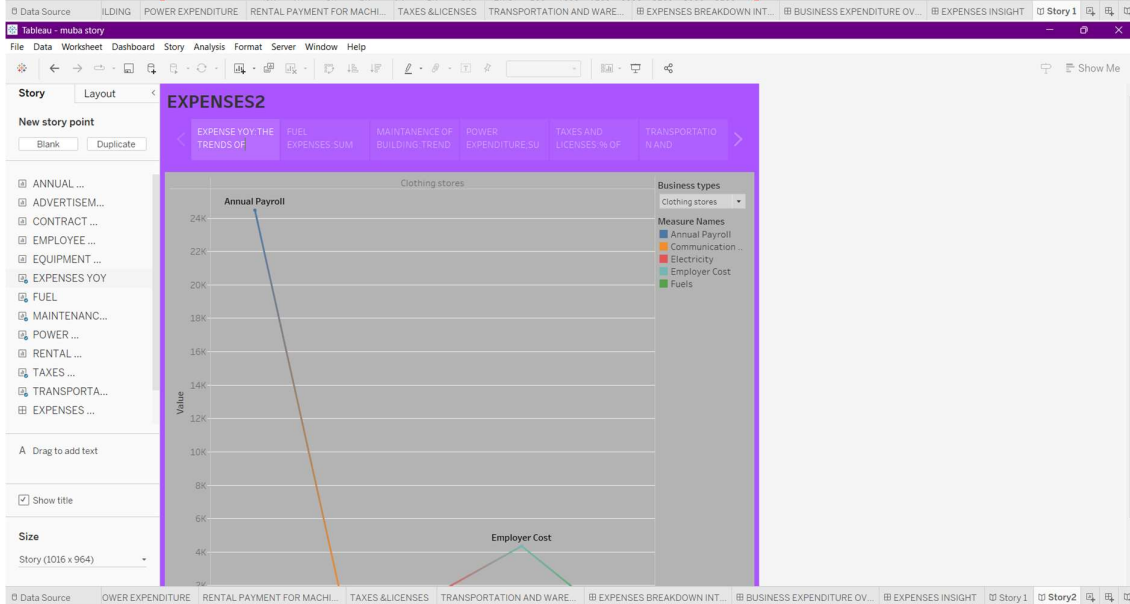 Data Source ILDING POWER EXPENDITURE RENTAL PAYMENT FOR MACHI... TAXES &LICENSES TRANSPORTATION AND WARE... EXPENSES BREAKDOWN INT... BUSINESS EXPENDITURE OV... EXPENSES INSIGHT Story 1
Tableau - muba story
File Data Worksheet Dashboard Story Analysis Format Server Window Help
Show Me
Story Layout
New story point
Blank Duplicate
ANNUAL ...
ADVERTISEM...
CONTRACT ...
EMPLOYEE ...
EQUIPMENT ...
EXPENSES YOY
FUEL
MAINTENANC...
POWER ...
RENTAL ...
TAXES ...
TRANSPORTA...
EXPENSES ...
A Drag to add text
Show title
Size
Story (1016 x 964)
EXPENSES2
EXPENSE YOY:THE TRENDS OF
FUEL EXPENSES:SUM
MAINTANENCE OF BUILDING:TREND
POWER EXPENDITURE;SU
TAXES AND LICENSES:% OF
TRANSPORTATIO N AND
Clothing stores
Annual Payroll
24K
22K
20K
18K
16K
14K
12K
10K
8K
6K
4K
2K
Value
Employer Cost
Business types
Clothing stores
Measure Names
Annual Payroll
Communication ...
Electricity
Employer Cost
Fuels
Data Source OWER EXPENDITURE RENTAL PAYMENT FOR MACHI... TAXES &LICENSES TRANSPORTATION AND WARE... EXPENSES BREAKDOWN INT... BUSINESS EXPENDITURE OV... EXPENSES INSIGHT Story 1 Story2